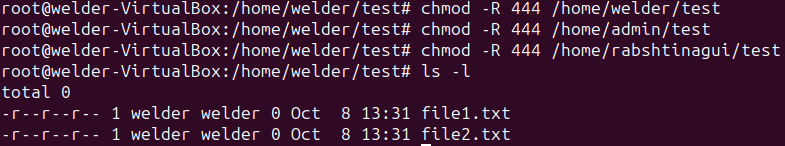 root@welder-VirtualBox:/home/welder/test# chmod -R 444 /home/welder/test
root@welder-VirtualBox:/home/welder/test# chmod -R 444 /home/admin/test
root@welder-VirtualBox:/home/welder/test# chmod -R 444 /home/rabshtinagui/test
root@welder-VirtualBox:/home/welder/test# ls -l
total 0
-r--r--r-- 1 welder welder 0 Oct  8 13:31 file1.txt
-r--r--r-- 1 welder welder 0 Oct  8 13:31 file2.txt